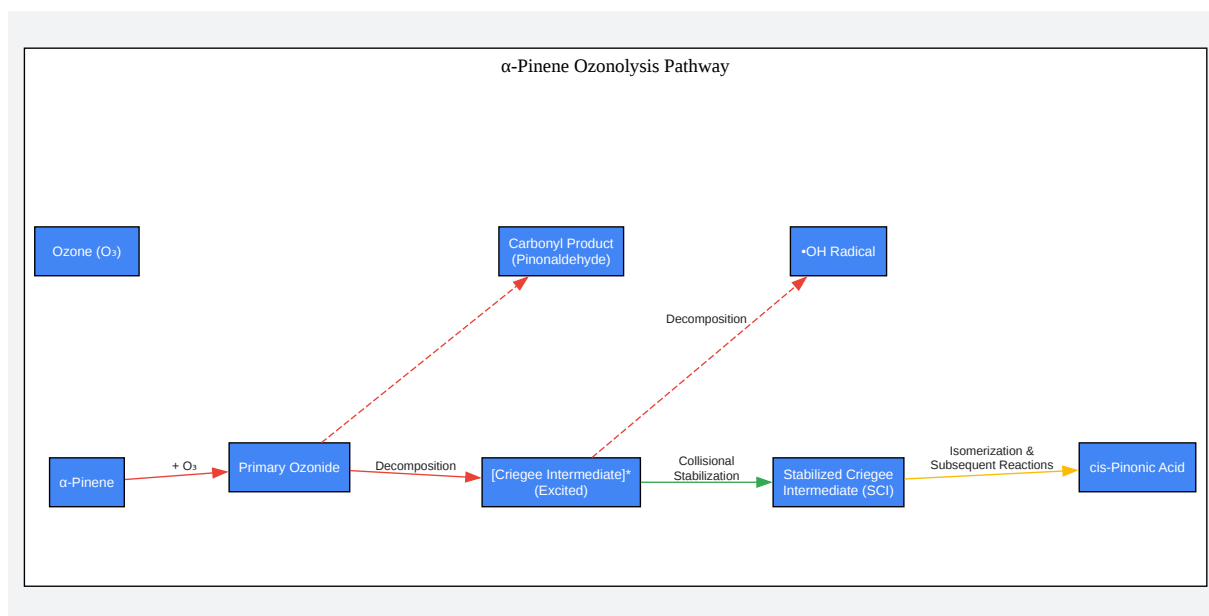 α-Pinene Ozonolysis Pathway
Ozone (O₃)
Carbonyl Product
(Pinonaldehyde)
•OH Radical
Decomposition
α-Pinene
+ O₃
Primary Ozonide
Decomposition
[Criegee Intermediate]*
(Excited)
Collisional
Stabilization
Stabilized Criegee
Intermediate (SCI)
Isomerization &
Subsequent Reactions
cis-Pinonic Acid